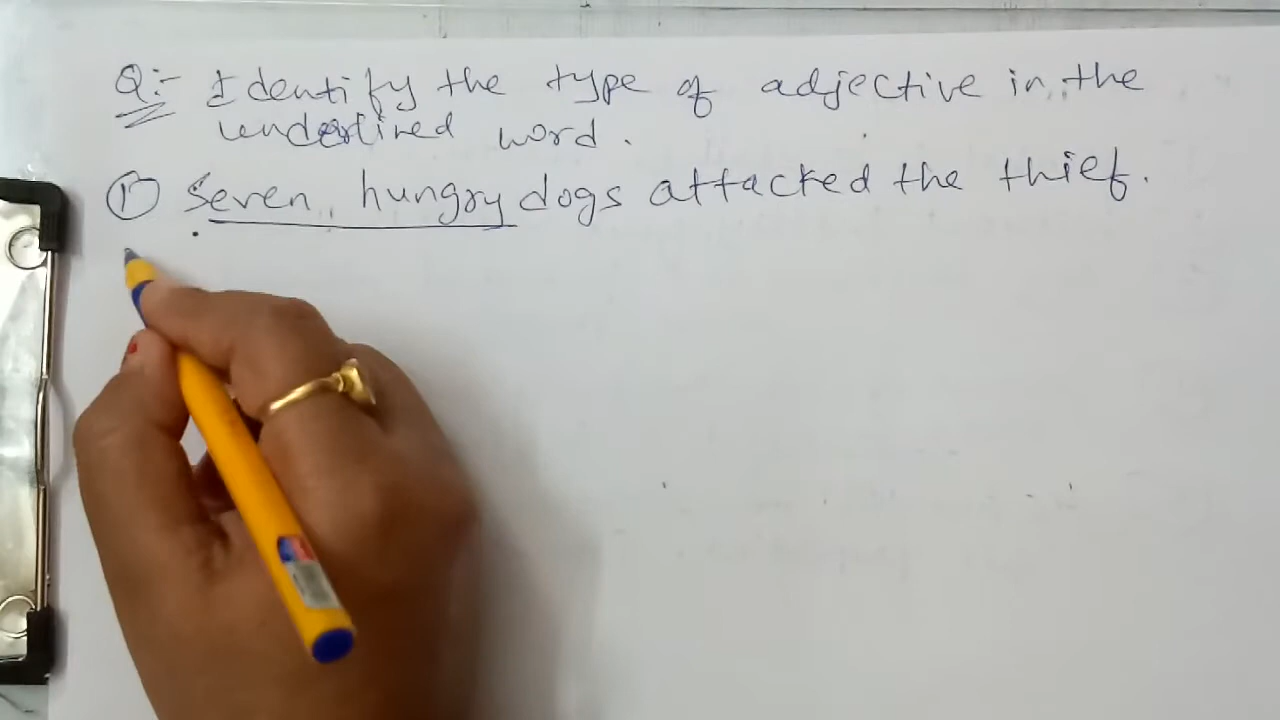 Q:- Identify the type of adjective in the
underlined word.
① Seven hungry dogs attacked the thief.